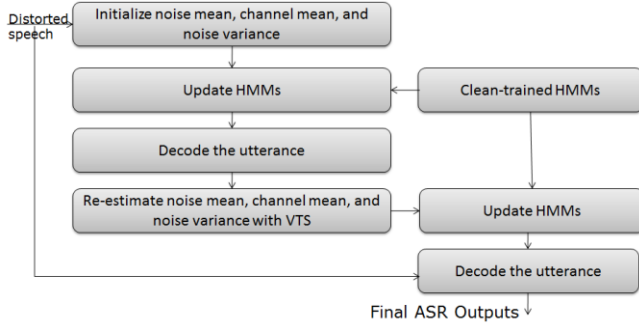 Distorted
speech
Initialize noise mean, channel mean, and
noise variance
Update HMMs
Clean-trained HMMs
Decode the utterance
Re-estimate noise mean, channel mean, and
noise variance with VTS
Update HMMs
Decode the utterance
Final ASR Outputs